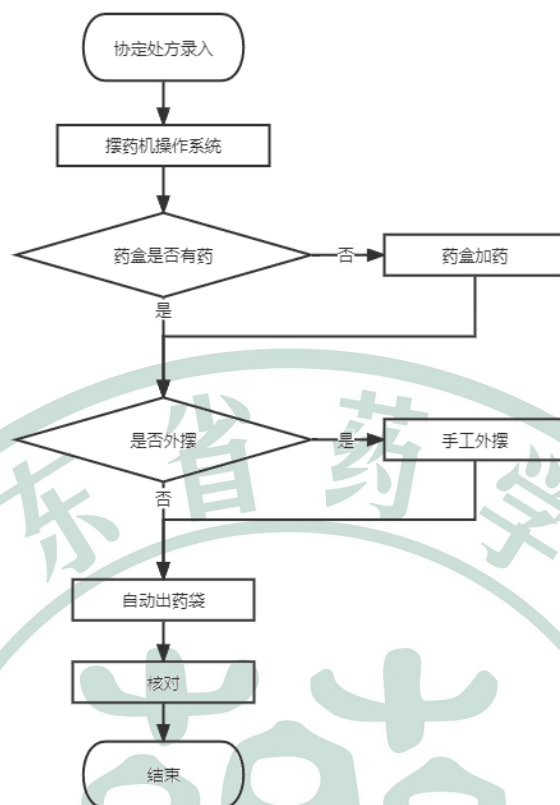 协定处方录入
摆药机操作系统
药盒是否有药
否
药盒加药
是
是否外摆
是
手工外摆
否
自动出药袋
核对
结束
东省药学